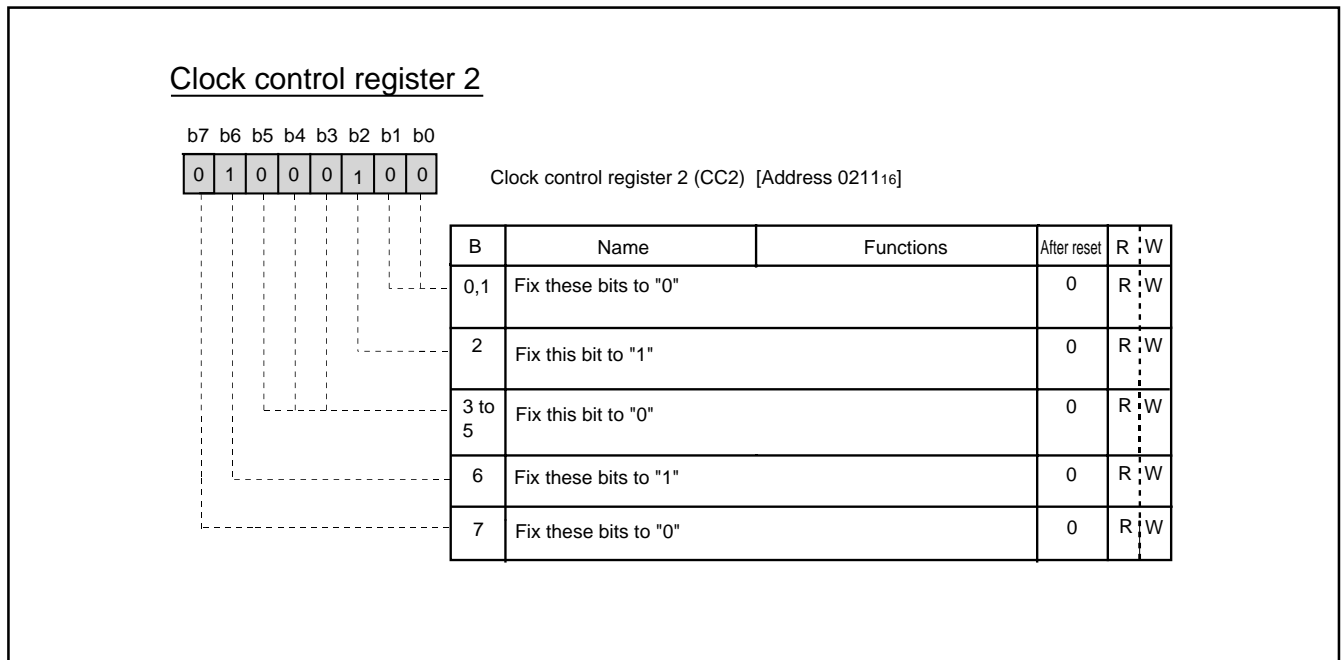 Clock control register 2
b7 b6 b5 b4 b3 b2 b1 b0
0 1 0 0 0 1 0 0
Clock control register 2 (CC2) [Address 021116]
B Name Functions After reset R W
0,1 Fix these bits to "0" 0 R W
2 Fix this bit to "1" 0 R W
3 to
5 Fix this bit to "0" 0 R W
6 Fix these bits to "1" 0 R W
7 Fix these bits to "0" 0 R W